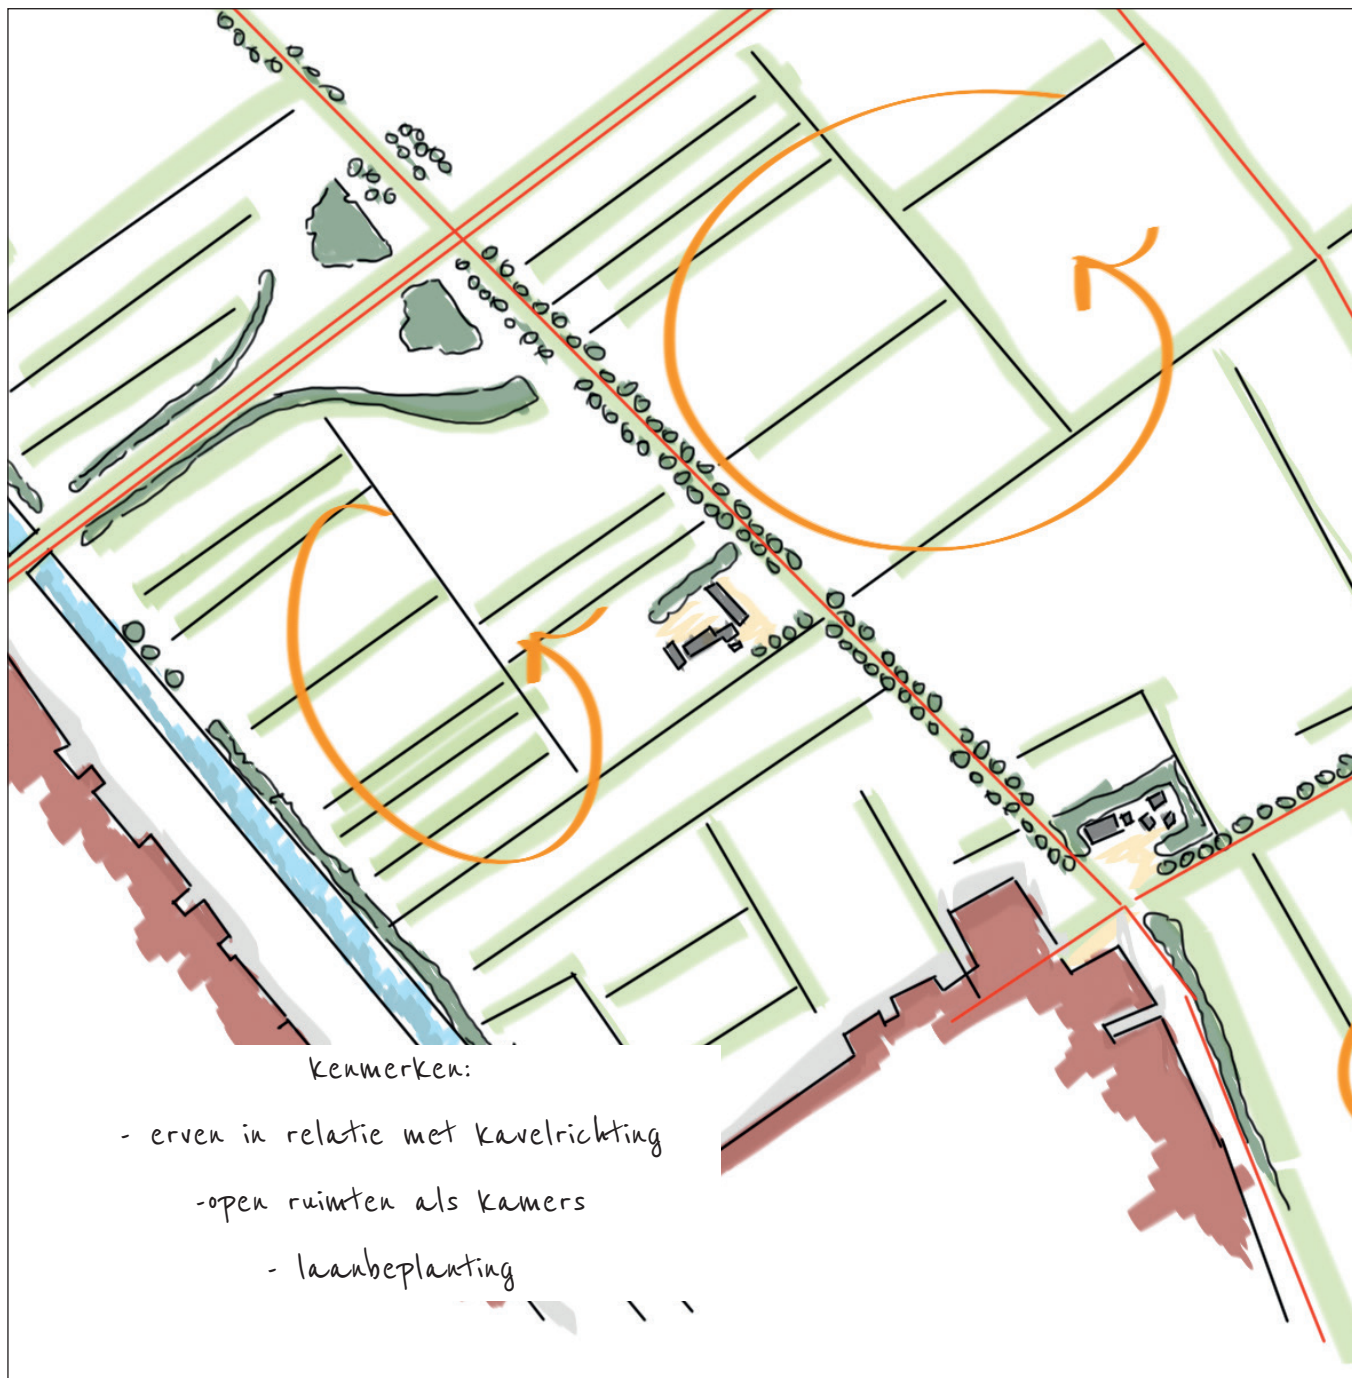 kenmerken:
- erven in relatie met kavelrichting
-open ruimten als kamers
- laanbeplanting